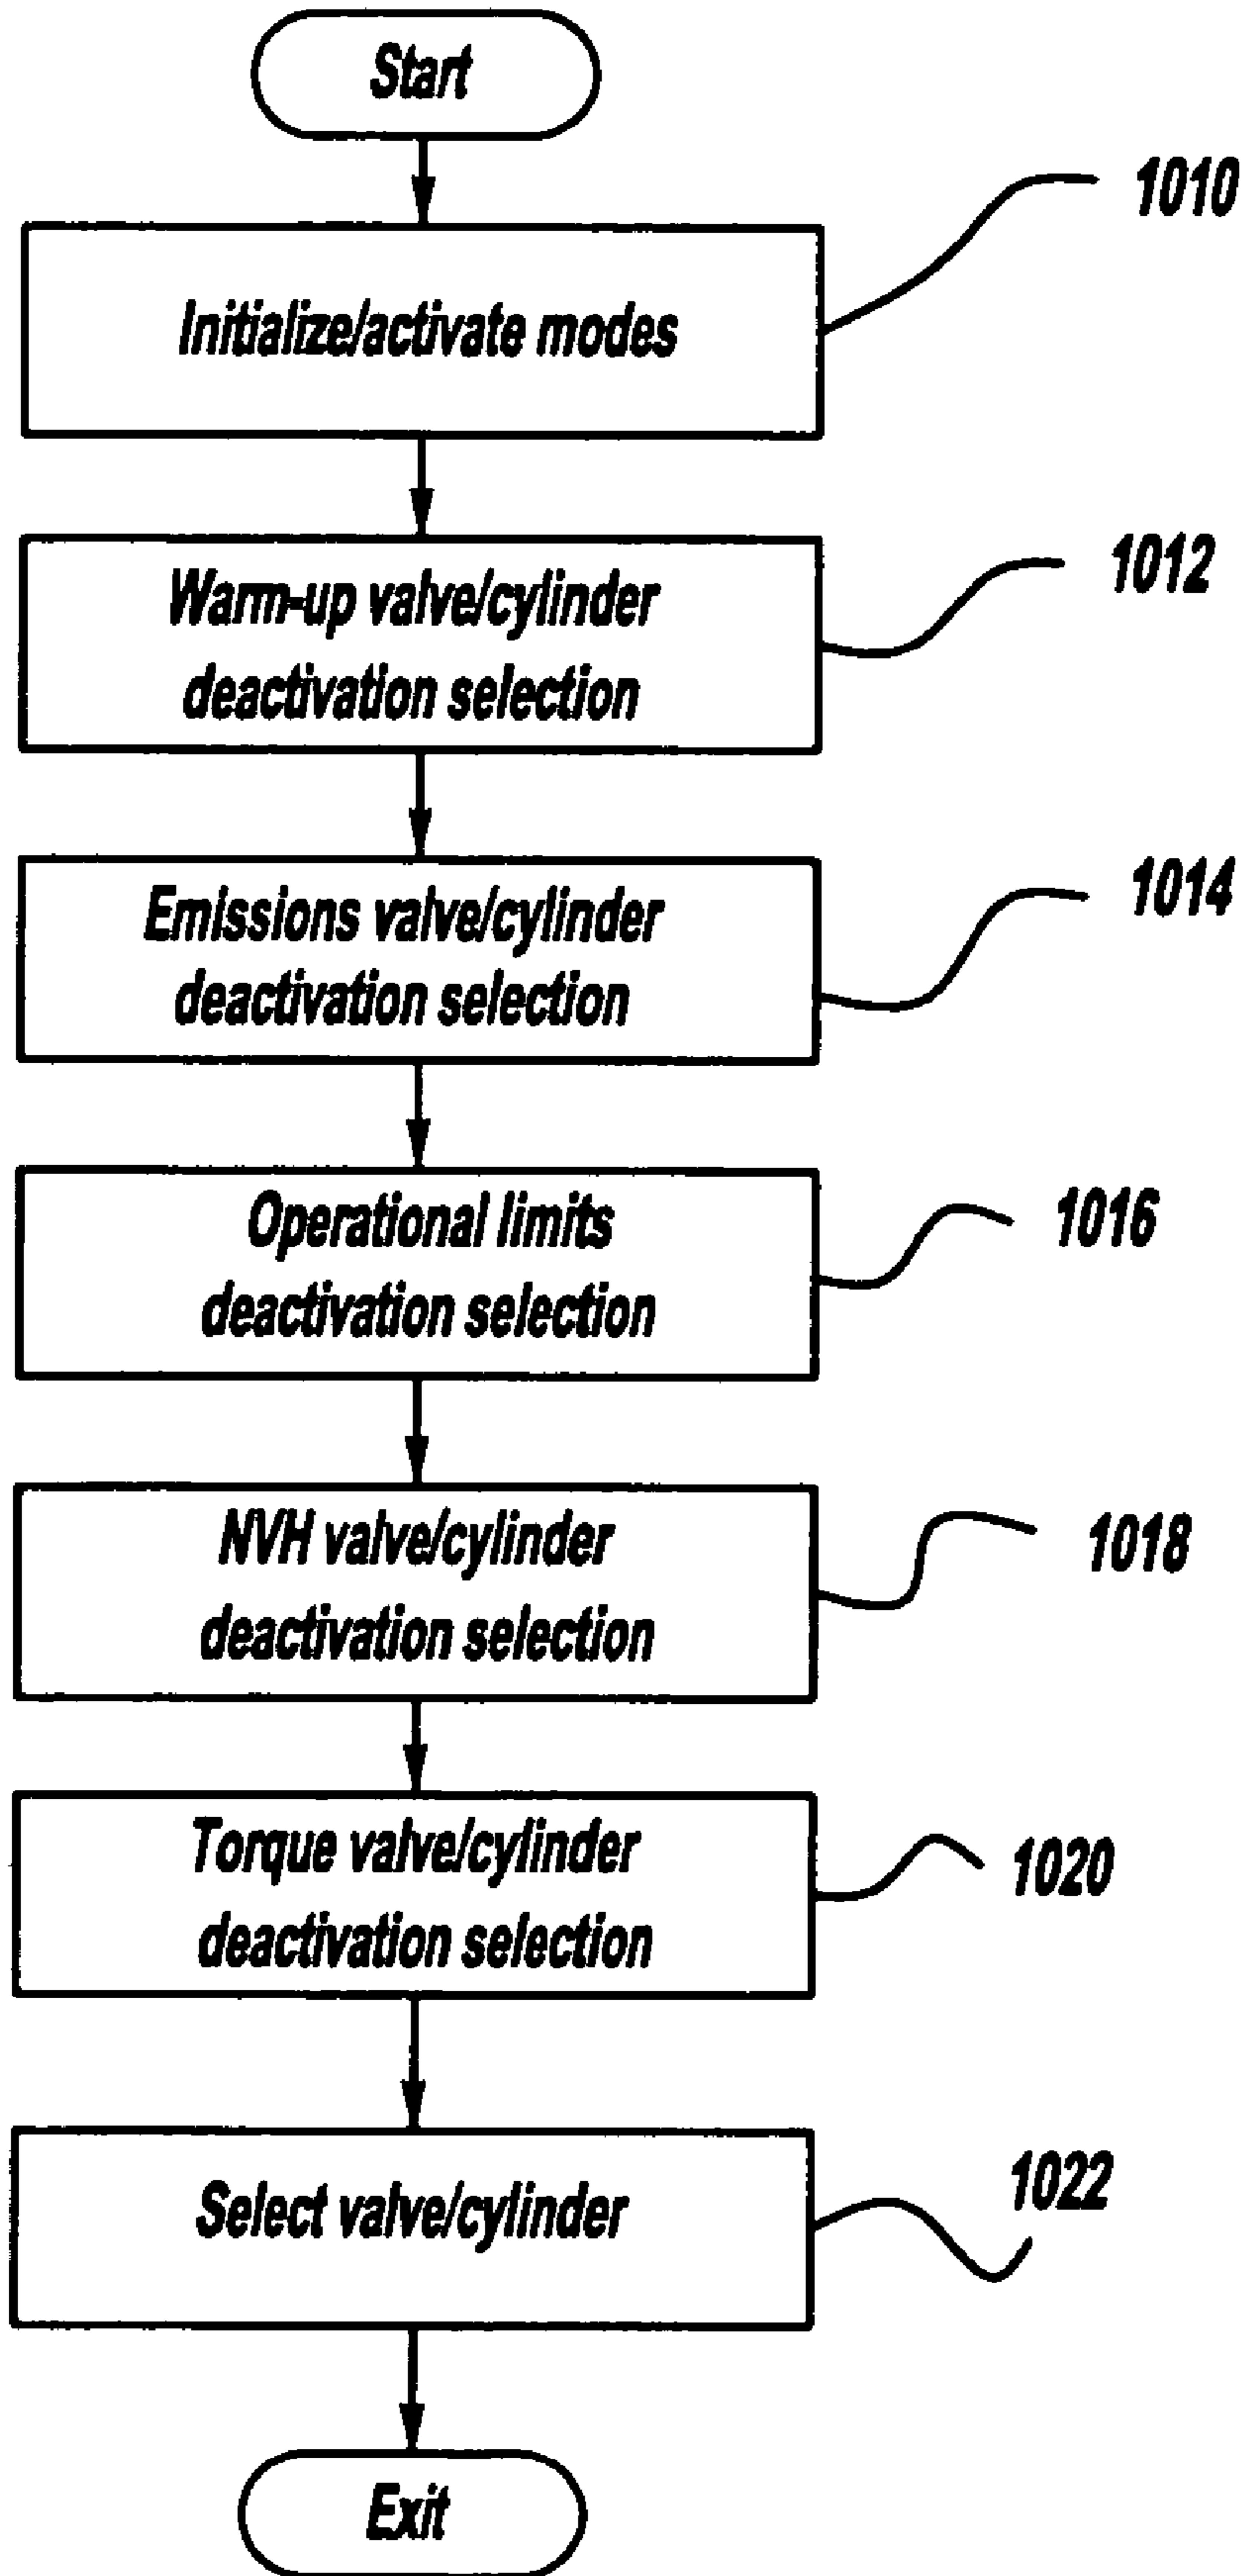 Start
1010
Initialize/activate modes
1012
Warm-up valve/cylinder
deactivation selection
1014
Emissions valve/cylinder
deactivation selection
1016
Operational limits
deactivation selection
1018
NVH valve/cylinder
deactivation selection
1020
Torque valve/cylinder
deactivation selection
1022
Select valve/cylinder
Exit